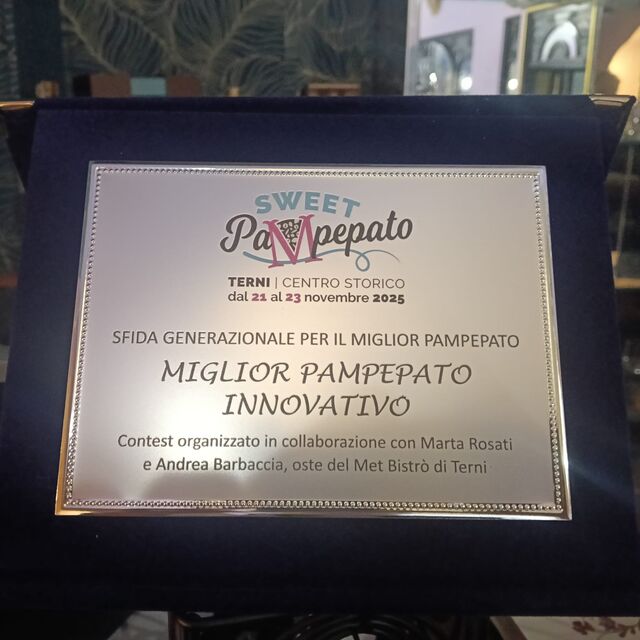 SWEET
PaMpepato
TERNI | CENTRO STORICO
dal 21 al 23 novembre 2025
SFIDA GENERAZIONALE PER IL MIGLIOR PAMPEPATO
MIGLIOR PAMPEPATO
INNOVATIVO
Contest organizzato in collaborazione con Marta Rosati
e Andrea Barbaccia, oste del Met Bistrò di Terni